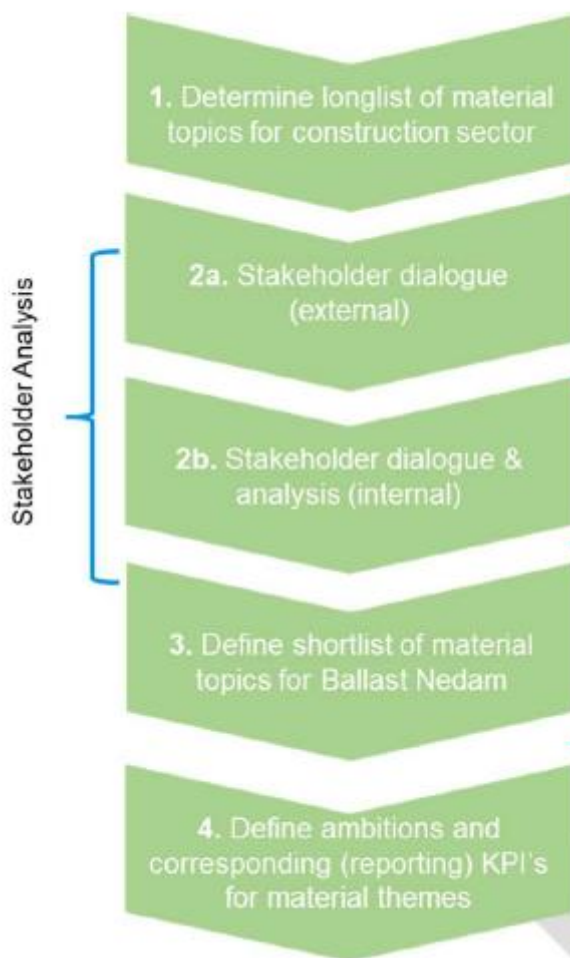 1. Determine longlist of material
topics for construction sector
Stakeholder Analysis
2a. Stakeholder dialogue
(external)
2b. Stakeholder dialogue &
analysis (internal)
3. Define shortlist of material
topics for Ballast Nedam
4. Define ambitions and
corresponding (reporting) KPI's
for material themes